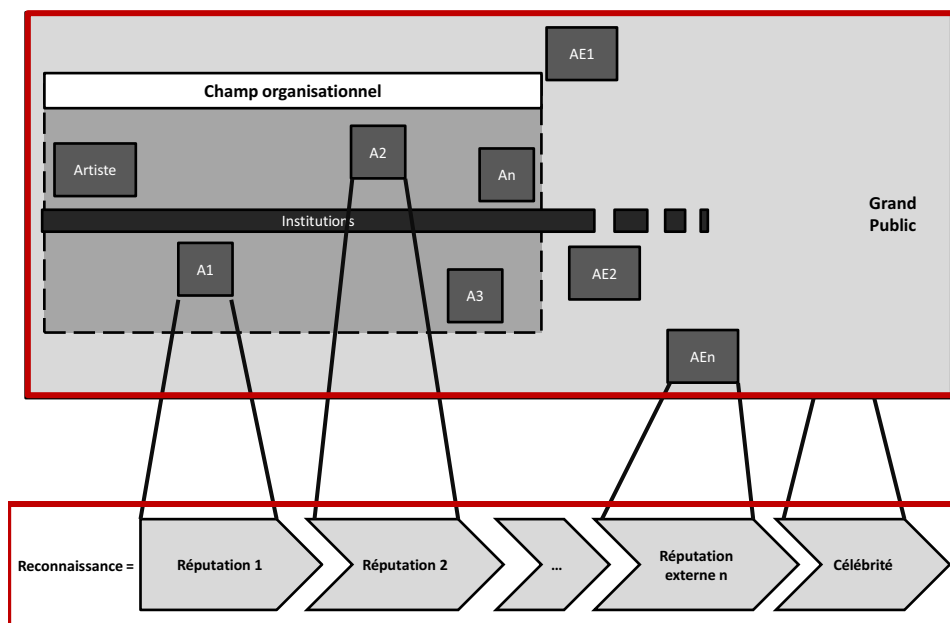 AE1
Champ organisationnel
A2
Artiste
An
Grand
Public
Institutions
A1
AE2
A3
AEn
Reconnaissance =
Réputation 1
Réputation 2
...
Réputation
externe n
Célébrité